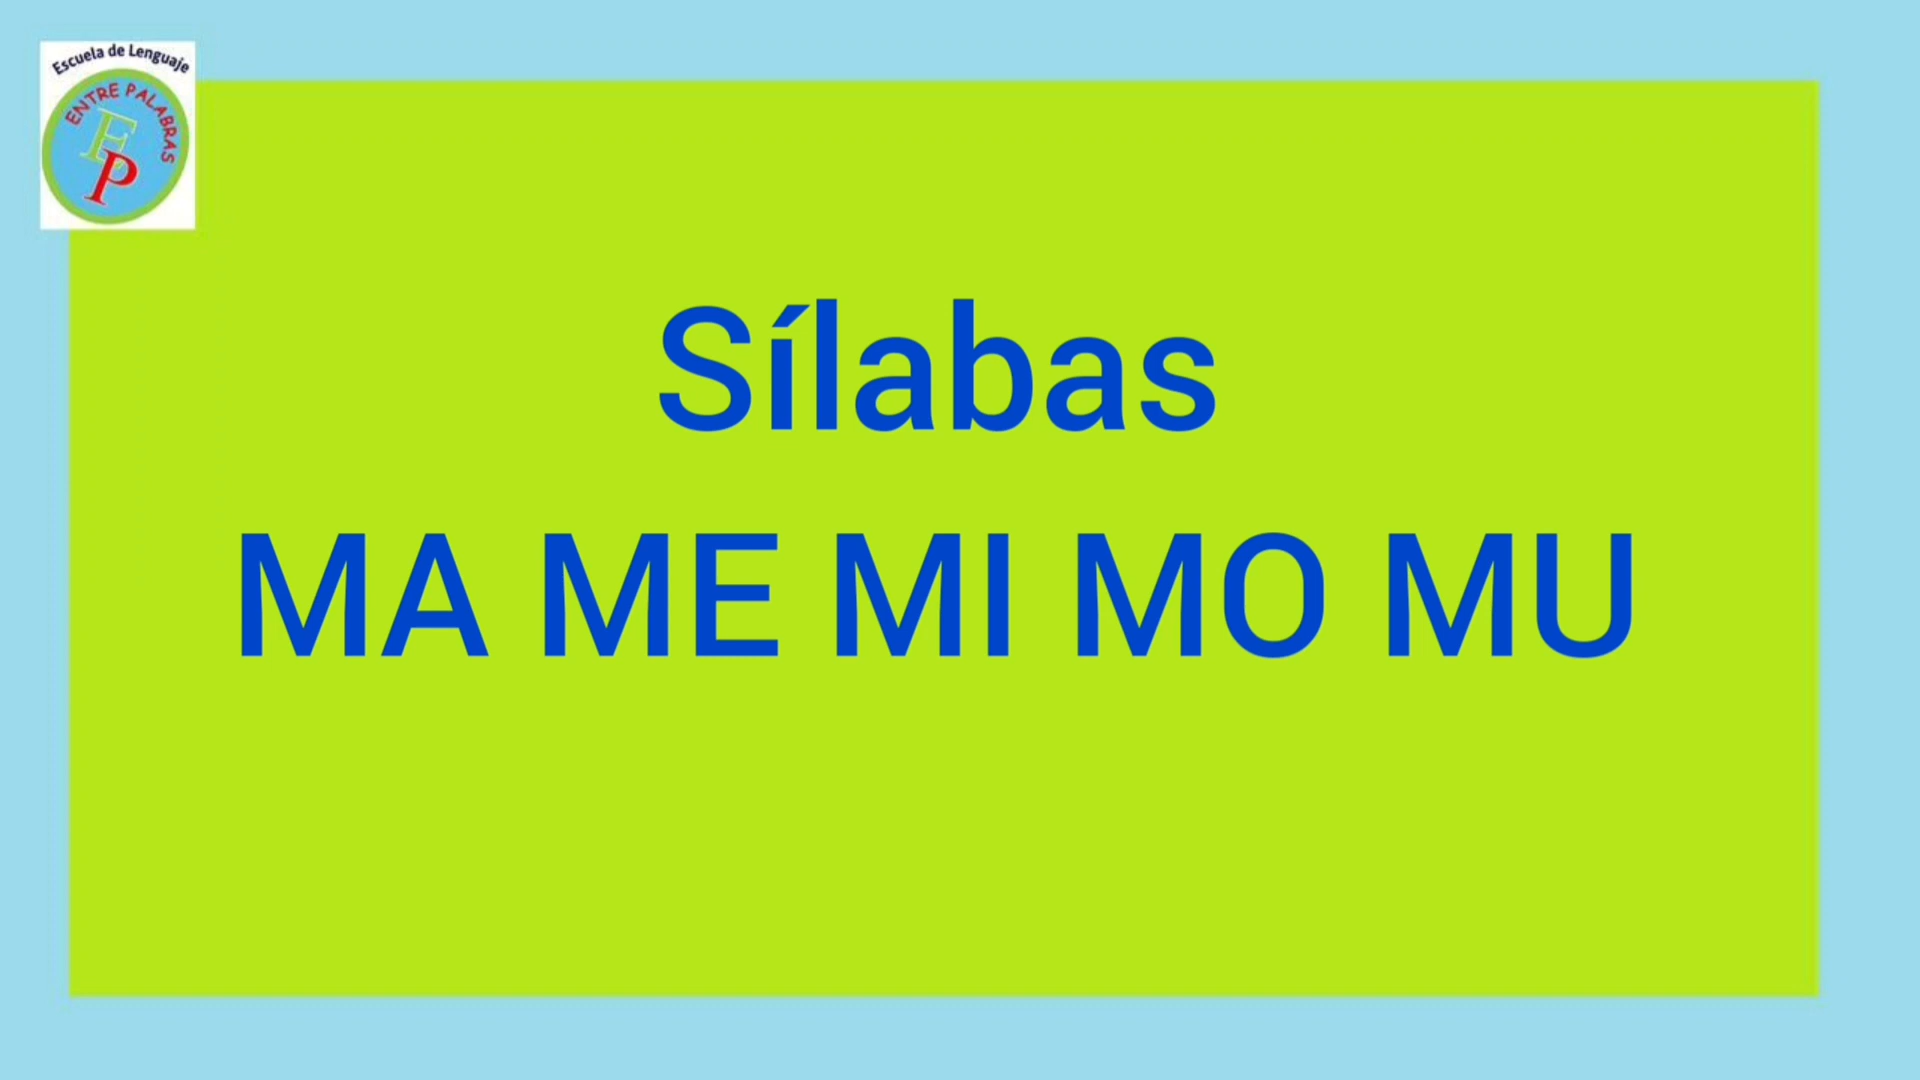 Escuela de Lenguaje
ENTRE PALABRAS
EP
Sílabas
MA ME MI MO MU